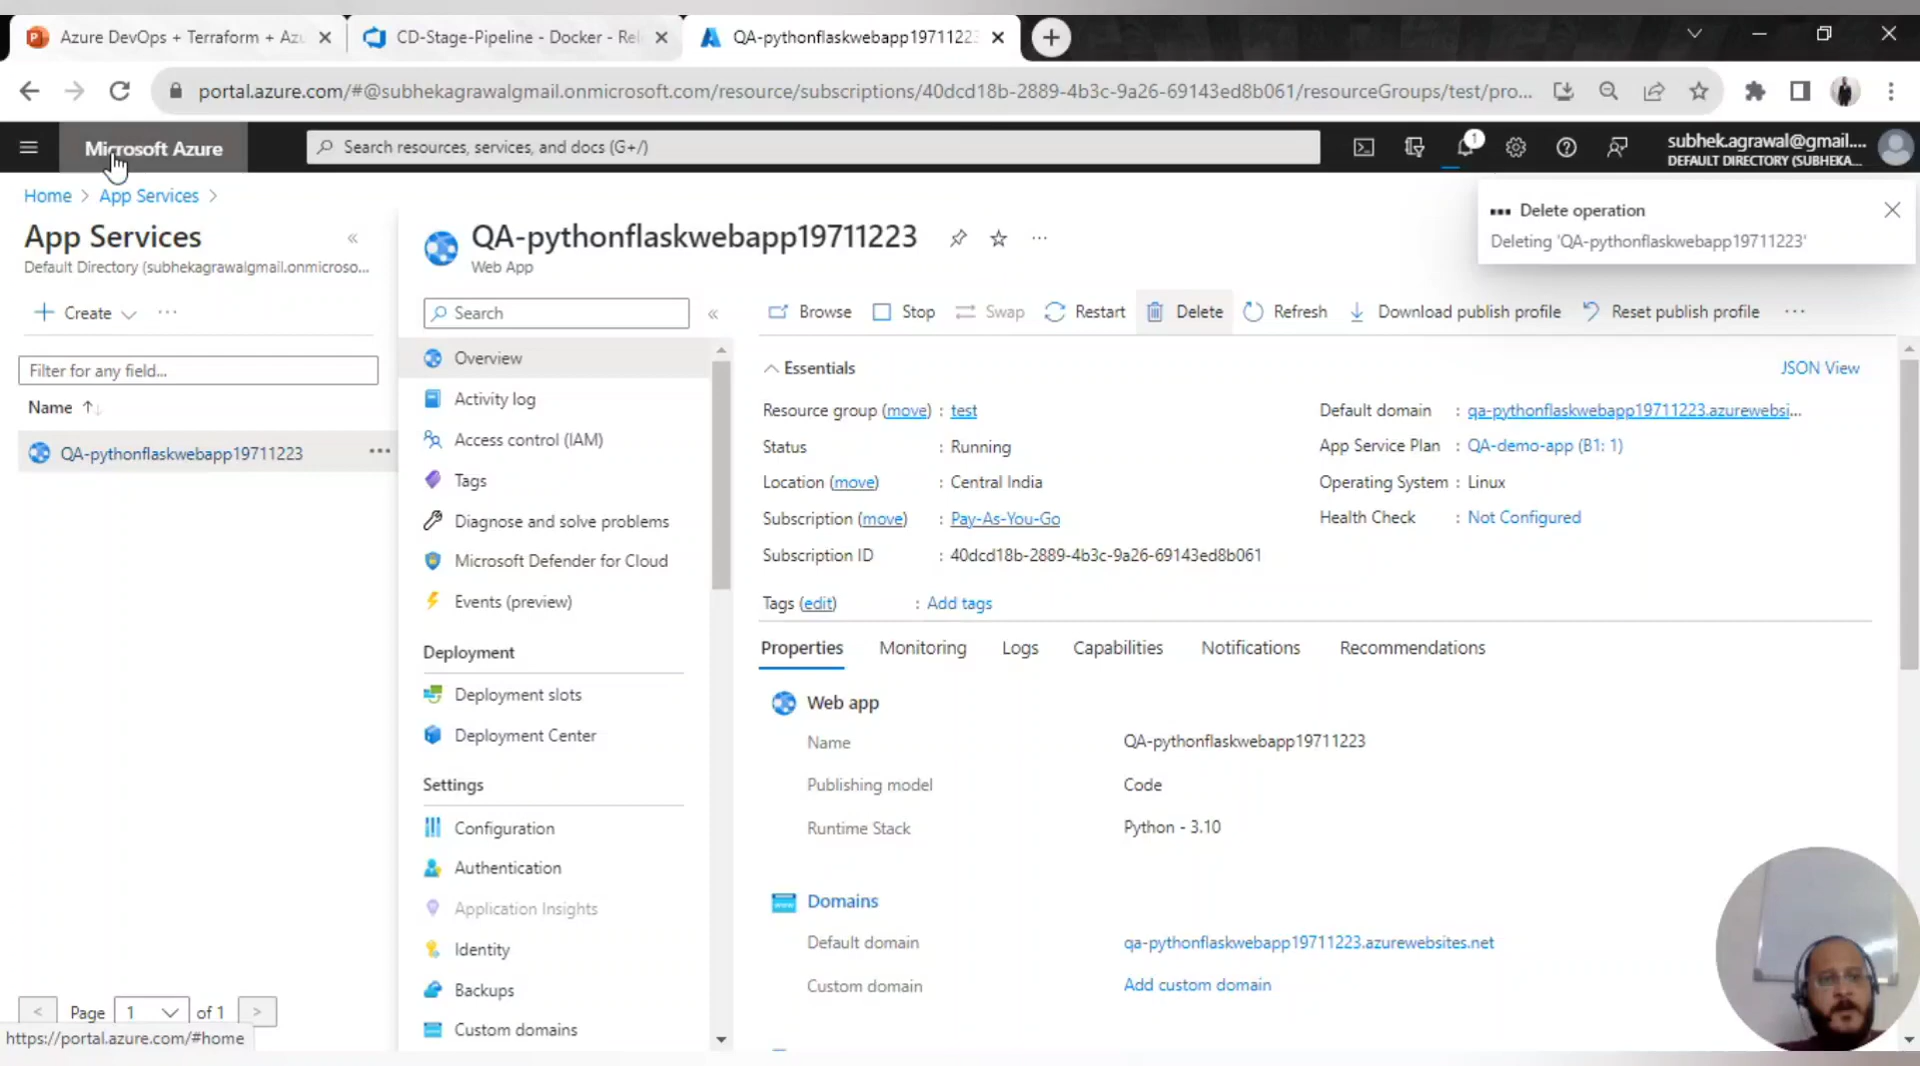 Azure DevOps + Terraform + Azu
CD-Stage-Pipeline - Docker - Rel
QA-pythonflaskwebapp19711223
portal.azure.com/#@subhekagrawalgmail.onmicrosoft.com/resource/subscriptions/40dcd18b-2889-4b3c-9a26-69143ed8b061/resourceGroups/test/pro...
Microsoft Azure
Search resources, services, and docs (G+/)
1
subhek.agrawal@gmail....
DEFAULT DIRECTORY (SUBHEKA...
Home > App Services >
Delete operation
Deleting 'QA-pythonflaskwebapp19711223'
App Services
Default Directory (subhekagrawalgmail.onmicroso...
Create
Filter for any field...
Name
QA-pythonflaskwebapp19711223
Page 1 of 1
https://portal.azure.com/#home
QA-pythonflaskwebapp19711223
Web App
Search
Overview
Activity log
Access control (IAM)
Tags
Diagnose and solve problems
Microsoft Defender for Cloud
Events (preview)
Deployment
Deployment slots
Deployment Center
Settings
Configuration
Authentication
Application Insights
Identity
Backups
Custom domains
Browse Stop Swap Restart Delete Refresh Download publish profile Reset publish profile
Essentials
JSON View
Resource group (move) : test
Status : Running
Location (move) : Central India
Subscription (move) : Pay-As-You-Go
Subscription ID : 40dcd18b-2889-4b3c-9a26-69143ed8b061
Tags (edit) : Add tags
Default domain : qa-pythonflaskwebapp19711223.azurewebsi...
App Service Plan : QA-demo-app (B1: 1)
Operating System : Linux
Health Check : Not Configured
Properties Monitoring Logs Capabilities Notifications Recommendations
Web app
Name QA-pythonflaskwebapp19711223
Publishing model Code
Runtime Stack Python - 3.10
Domains
Default domain qa-pythonflaskwebapp19711223.azurewebsites.net
Custom domain Add custom domain